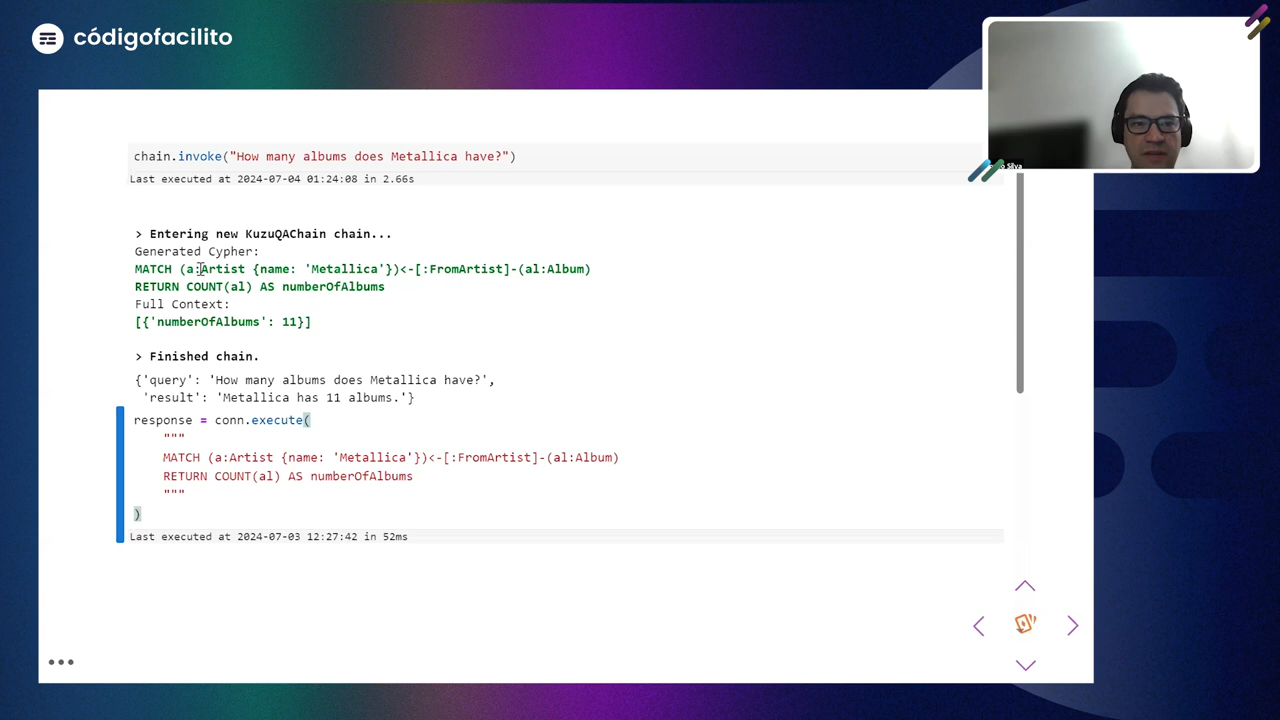 códigofacilito
chain.invoke("How many albums does Metallica have?")
Last executed at 2024-07-04 01:24:08 in 2.66s
> Entering new KuzuQAChain chain...
Generated Cypher:
MATCH (a:Artist {name: 'Metallica'})<-[:FromArtist]-(al:Album)
RETURN COUNT(al) AS numberOfAlbums
Full Context:
[{'numberOfAlbums': 11}]
> Finished chain.
{'query': 'How many albums does Metallica have?',
'result': 'Metallica has 11 albums.'}
response = conn.execute(
"""
MATCH (a:Artist {name: 'Metallica'})<-[:FromArtist]-(al:Album)
RETURN COUNT(al) AS numberOfAlbums
"""
)
Last executed at 2024-07-03 12:27:42 in 52ms
Silva